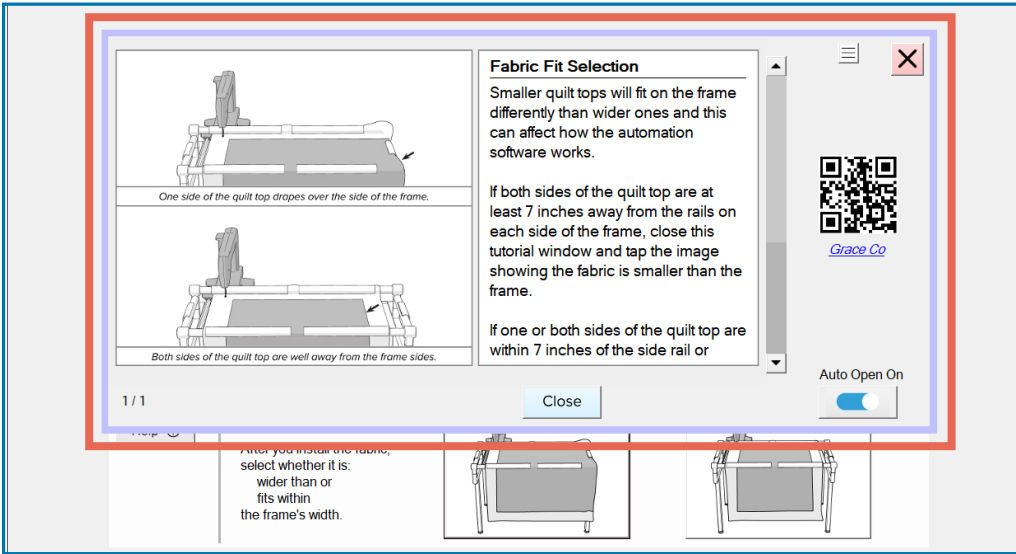 One side of the quilt top drapes over the side of the frame.
Both sides of the quilt top are well away from the frame sides.
Fabric Fit Selection
Smaller quilt tops will fit on the frame
differently than wider ones and this
can affect how the automation
software works.
If both sides of the quilt top are at
least 7 inches away from the rails on
each side of the frame, close this
tutorial window and tap the image
showing the fabric is smaller than the
frame.
If one or both sides of the quilt top are
within 7 inches of the side rail or
Grace Co
Auto Open On
1 / 1
Close
Help
After you install the fabric,
select whether it is:
wider than or
fits within
the frame's width.